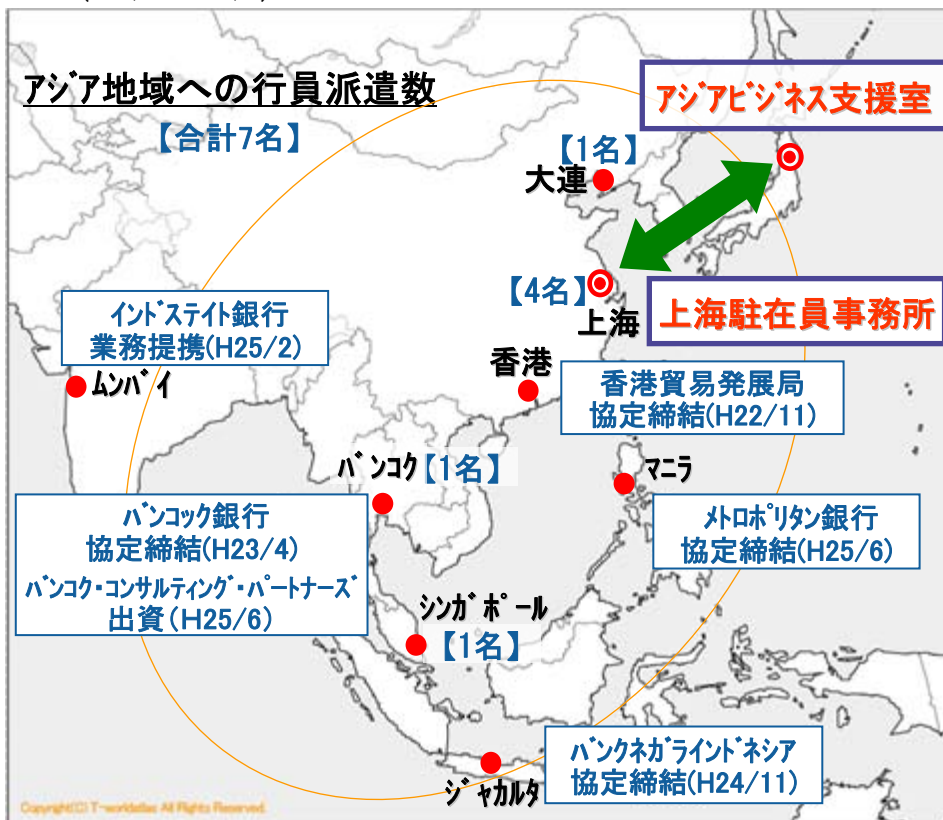 アジア地域への行員派遣数
【合計7名】
アジアビジネス支援室
【1名】
大連
【4名】
上海
上海駐在員事務所
インドステイト銀行
業務提携(H25/2)
ムンバイ
香港
香港貿易発展局
協定締結(H22/11)
バンコク【1名】
マニラ
バンコック銀行
協定締結(H23/4)
バンコク・コンサルティング・パートナーズ
出資(H25/6)
メトロポリタン銀行
協定締結(H25/6)
シンガポール
【1名】
バンクネガラインドネシア
協定締結(H24/11)
ジャカルタ
Copyright(C) T-worldatlas All Rights Reserved.